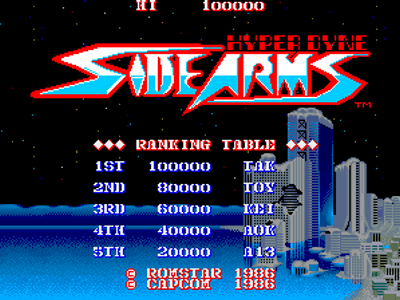 HI 100000
HYPER DYNE
SIDE ARMS
TM
◆◆◆ RANKING TABLE ◆◆◆
1ST 100000 TAK
2ND 80000 TOY
3RD 60000 KEI
4TH 40000 AOK
5TH 20000 A13
© ROMSTAR 1986
© CAPCOM 1986